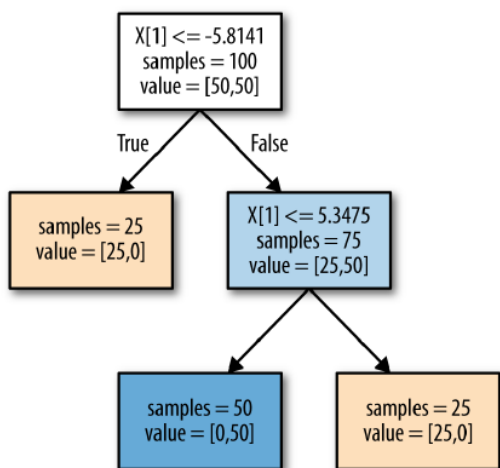 X[1] <= -5.8141
samples = 100
value = [50,50]
True
False
samples = 25
value = [25,0]
X[1] <= 5.3475
samples = 75
value = [25,50]
samples = 50
value = [0,50]
samples = 25
value = [25,0]